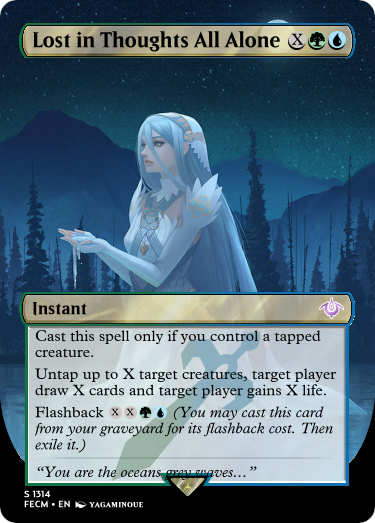 Lost in Thoughts All Alone X
Instant
Cast this spell only if you control a tapped
creature.
Untap up to X target creatures, target player
draw X cards and target player gains X life.
Flashback X X (You may cast this card
from your graveyard for its flashback cost. Then
exile it.)
“You are the oceans grey waves...”
S 1314
FECM • EN YAGAMINOUE